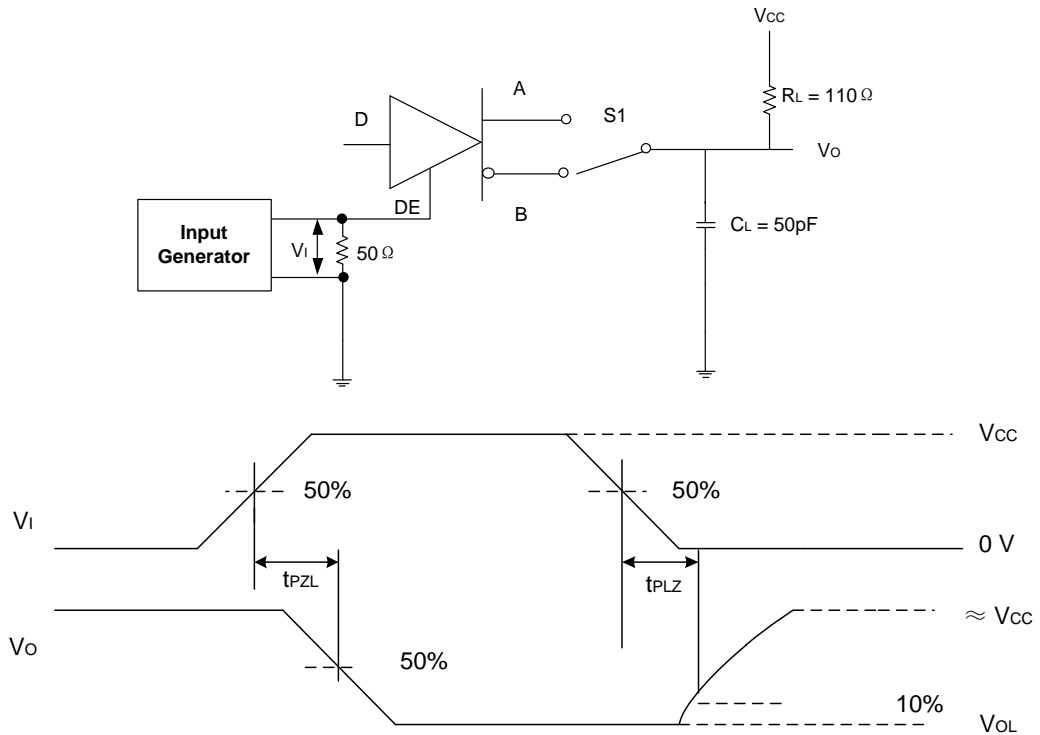 VCC
RL = 110 Ω
A
S1
D
VO
DE
B
CL = 50pF
Input
Generator
VI
50 Ω
VCC
50%
50%
VI
0 V
tPZL
tPLZ
≈ VCC
VO
50%
10%
VOL